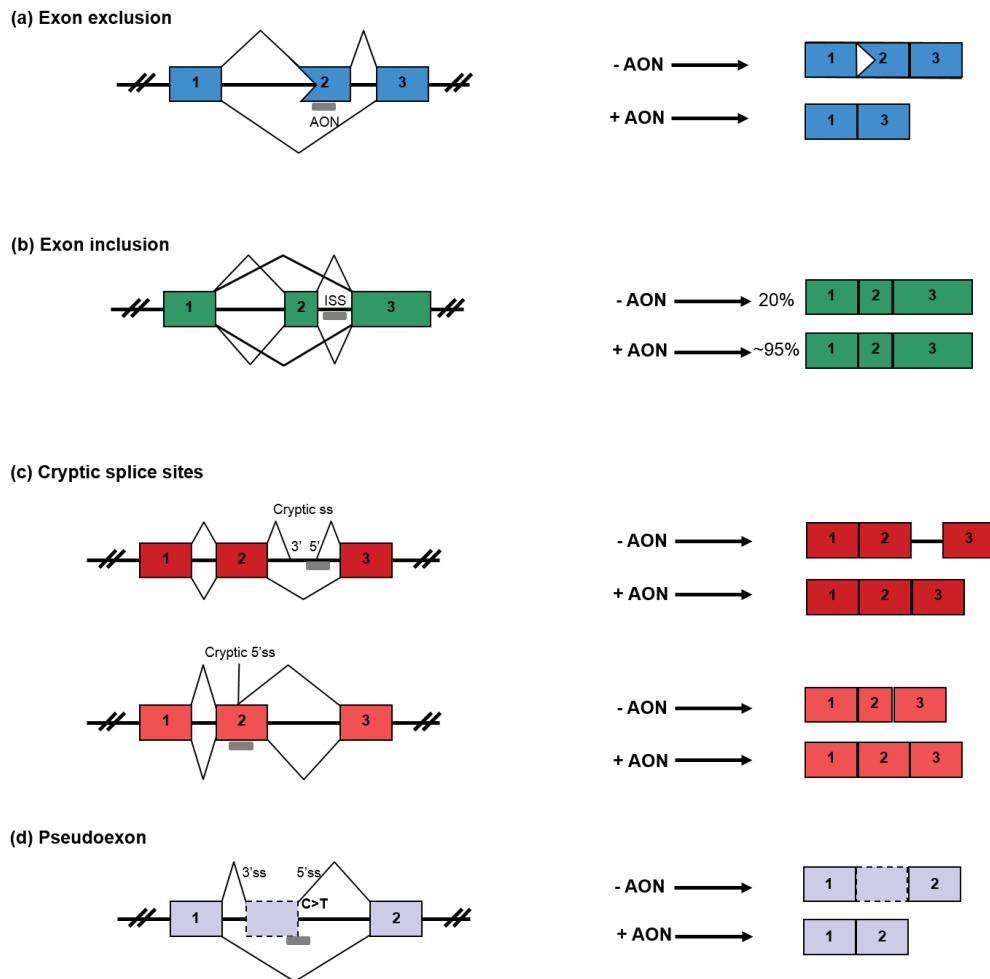 (a) Exon exclusion
1
2
3
AON
- AON
1
2
3
+ AON
1
3
(b) Exon inclusion
1
2
ISS
3
- AON
20%
1
2
3
+ AON
~95%
1
2
3
(c) Cryptic splice sites
Cryptic ss
1
2
3' 5'
3
- AON
1
2
3
+ AON
1
2
3
Cryptic 5'ss
1
2
3
- AON
1
2
3
+ AON
1
2
3
(d) Pseudoexon
3'ss
5'ss
C>T
1
2
- AON
1
2
+ AON
1
2